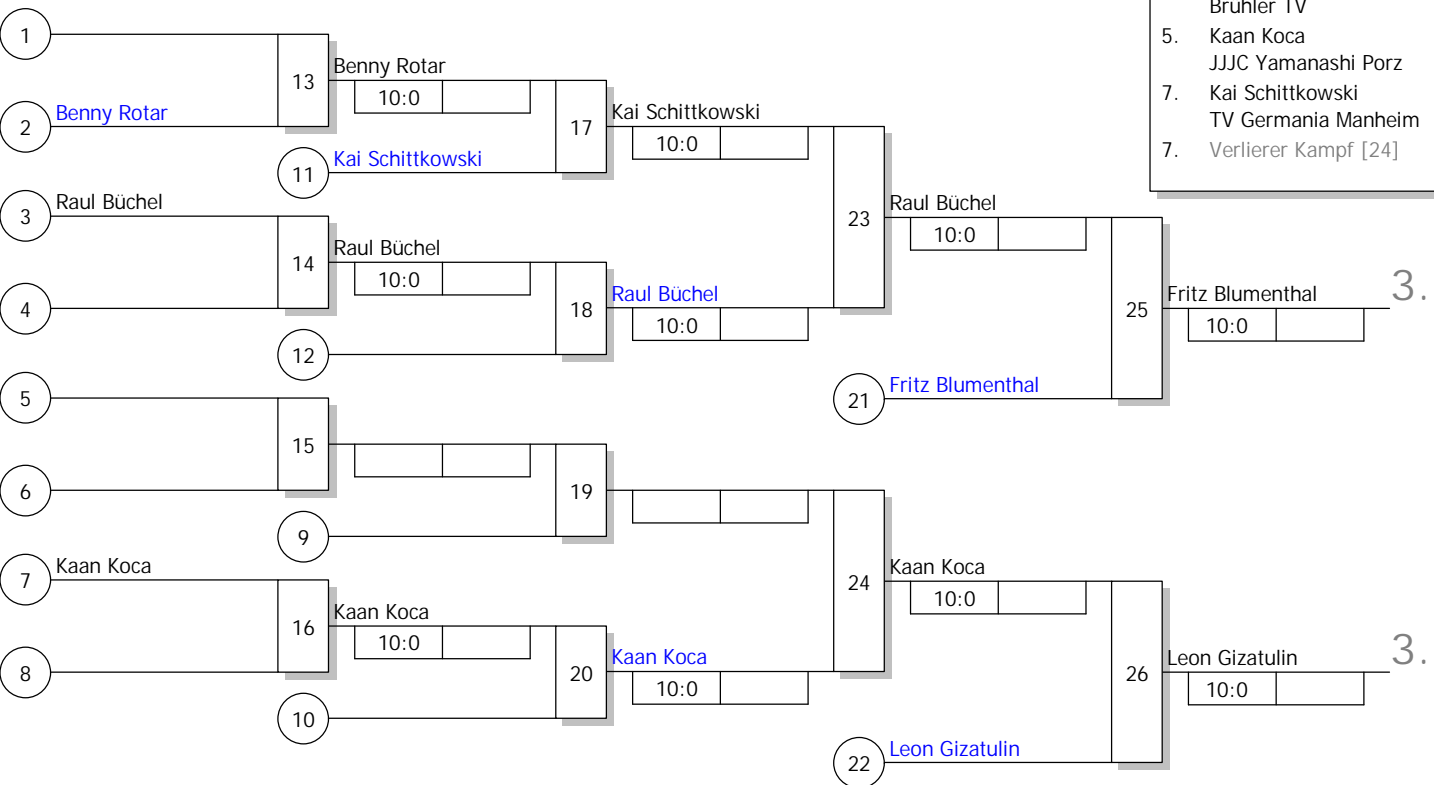 Brühler TV
5. Kaan Koca
JJJC Yamanashi Porz
7. Kai Schittkowski
TV Germania Manheim
7. Verlierer Kampf [24]
1
13
Benny Rotar
10:0
2
Benny Rotar
17
Kai Schittkowski
10:0
11
Kai Schittkowski
3
Raul Büchel
23
Raul Büchel
10:0
14
Raul Büchel
10:0
4
18
Raul Büchel
10:0
12
25
Fritz Blumenthal
10:0
3.
5
21
Fritz Blumenthal
15
6
19
9
7
Kaan Koca
24
Kaan Koca
10:0
16
Kaan Koca
10:0
8
20
Kaan Koca
10:0
10
26
Leon Gizatulin
10:0
3.
22
Leon Gizatulin